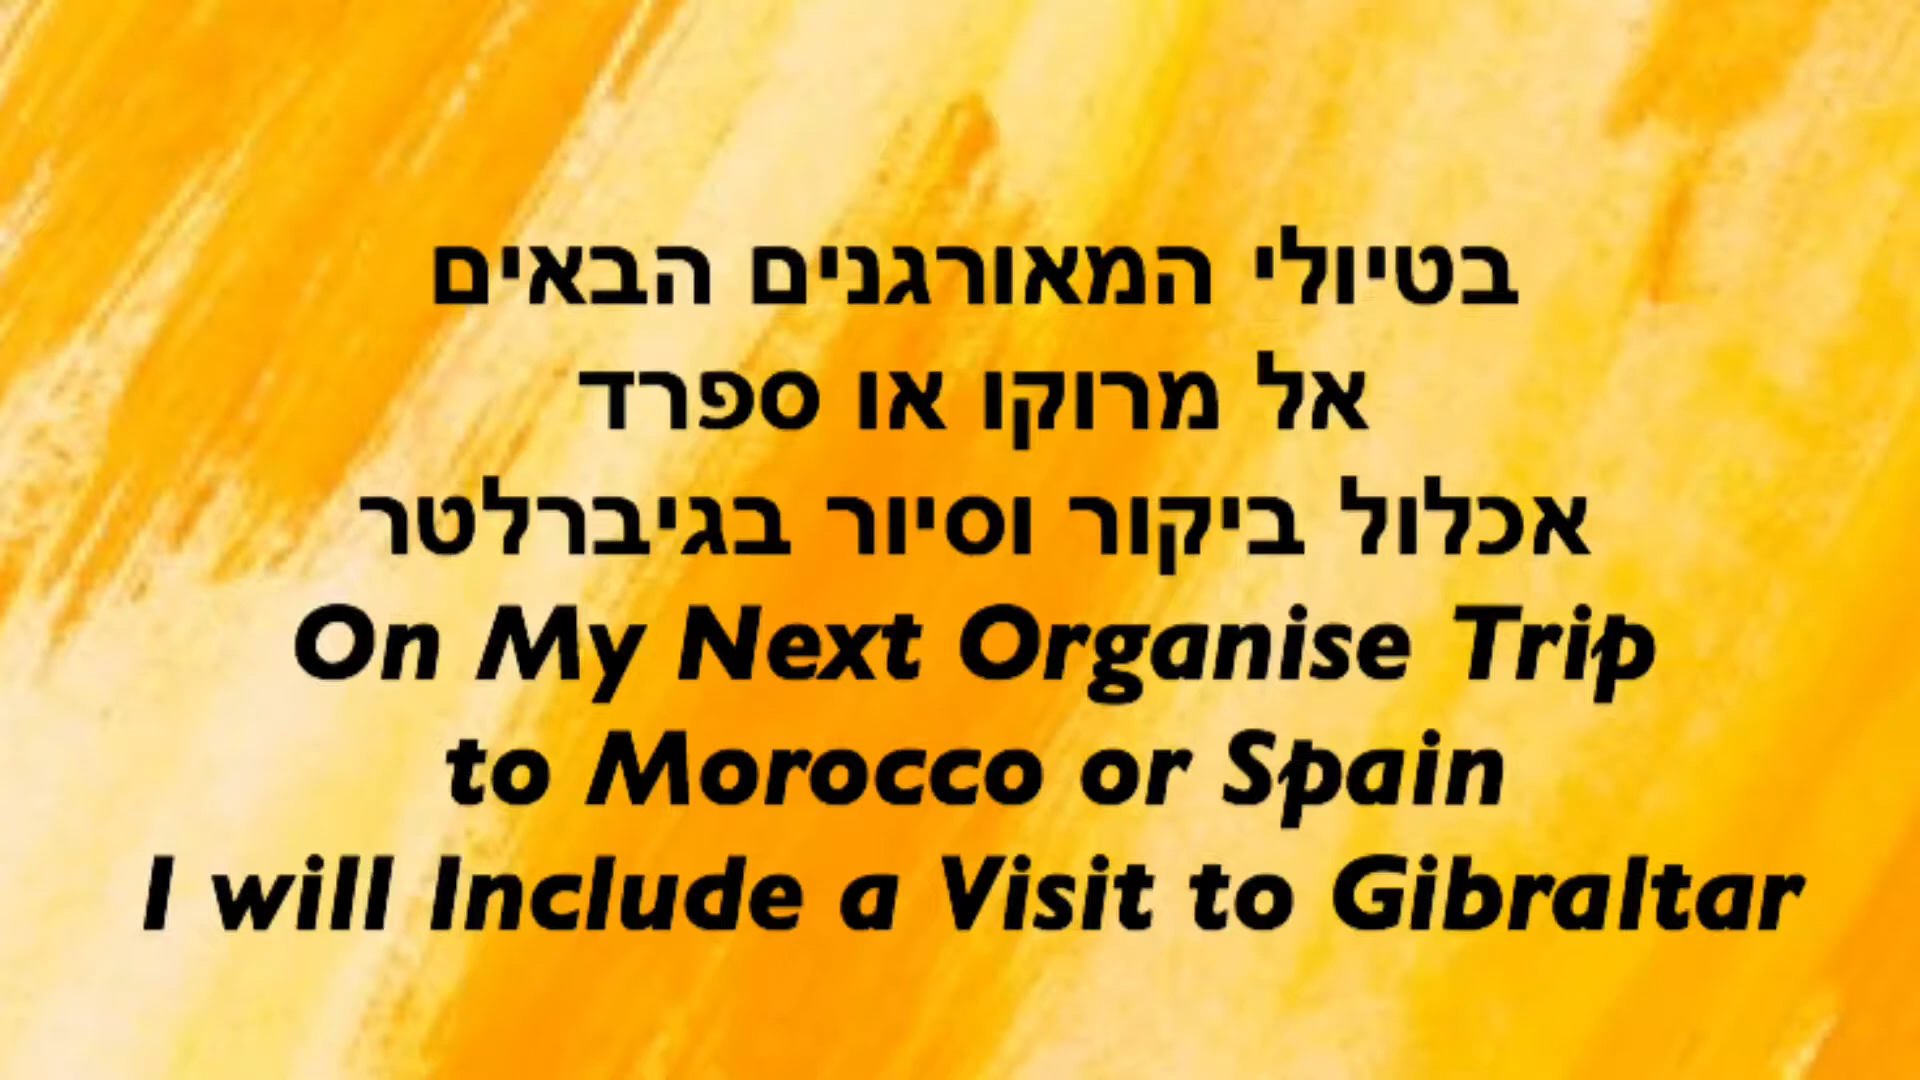 בטיולי המאורגנים הבאים
אל מרוקו או ספרד
אכלול ביקור וסיור בגיברלטר
On My Next Organise Trip
to Morocco or Spain
I will Include a Visit to Gibraltar